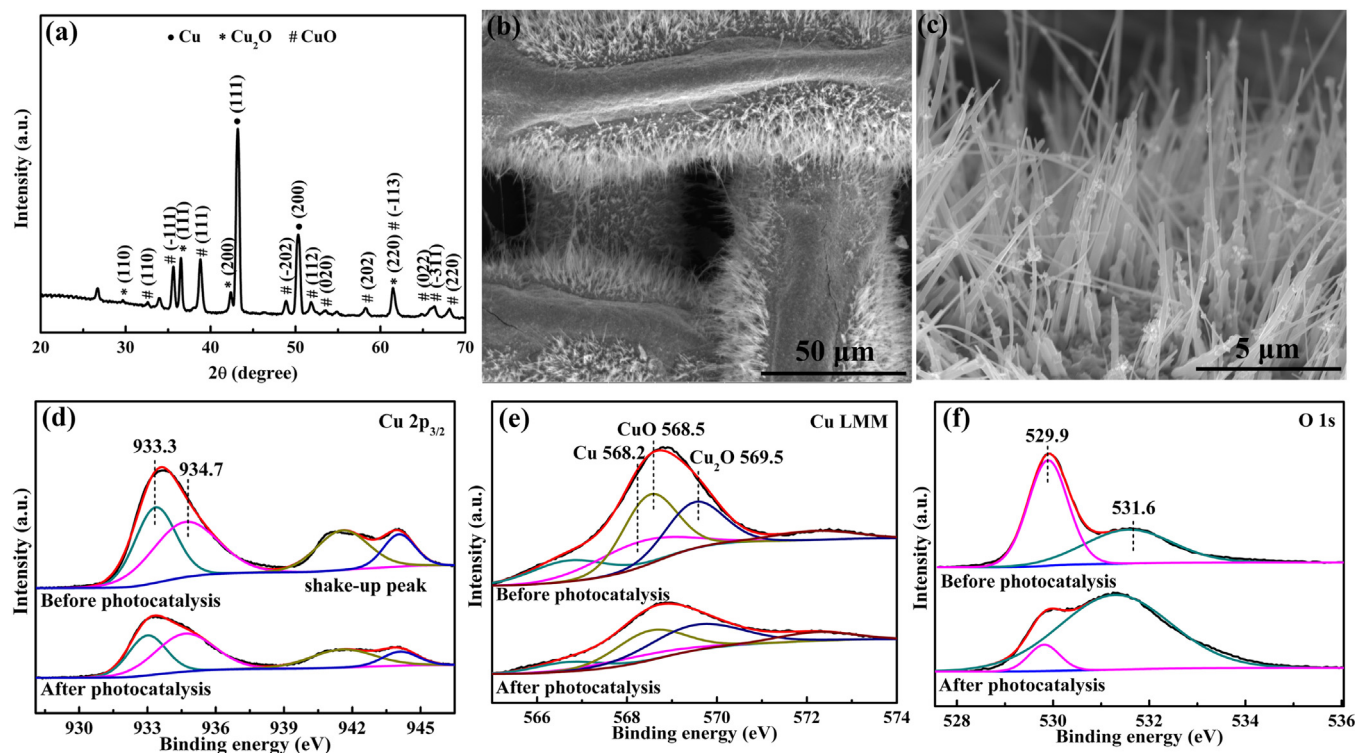 (a)
● Cu * Cu₂O # CuO
Intensity (a.u.)
* (110)
# (110)
# (-111)
* (111)
# (111)
* (200)
● (111)
# (-202)
● (200)
# (112)
# (020)
# (202)
* (220) # (-113)
# (022)
# (-311)
# (220)
20 30 40 50 60 70
2θ (degree)
(b)
50 µm
(c)
5 µm
(d)
Cu 2p₃/₂
933.3
934.7
shake-up peak
Before photocatalysis
After photocatalysis
Intensity (a.u.)
930 933 936 939 942 945
Binding energy (eV)
(e)
Cu LMM
CuO 568.5
Cu 568.2
Cu₂O 569.5
Before photocatalysis
After photocatalysis
Intensity (a.u.)
566 568 570 572 574
Binding energy (eV)
(f)
O 1s
529.9
531.6
Before photocatalysis
After photocatalysis
Intensity (a.u.)
528 530 532 534 536
Binding energy (eV)